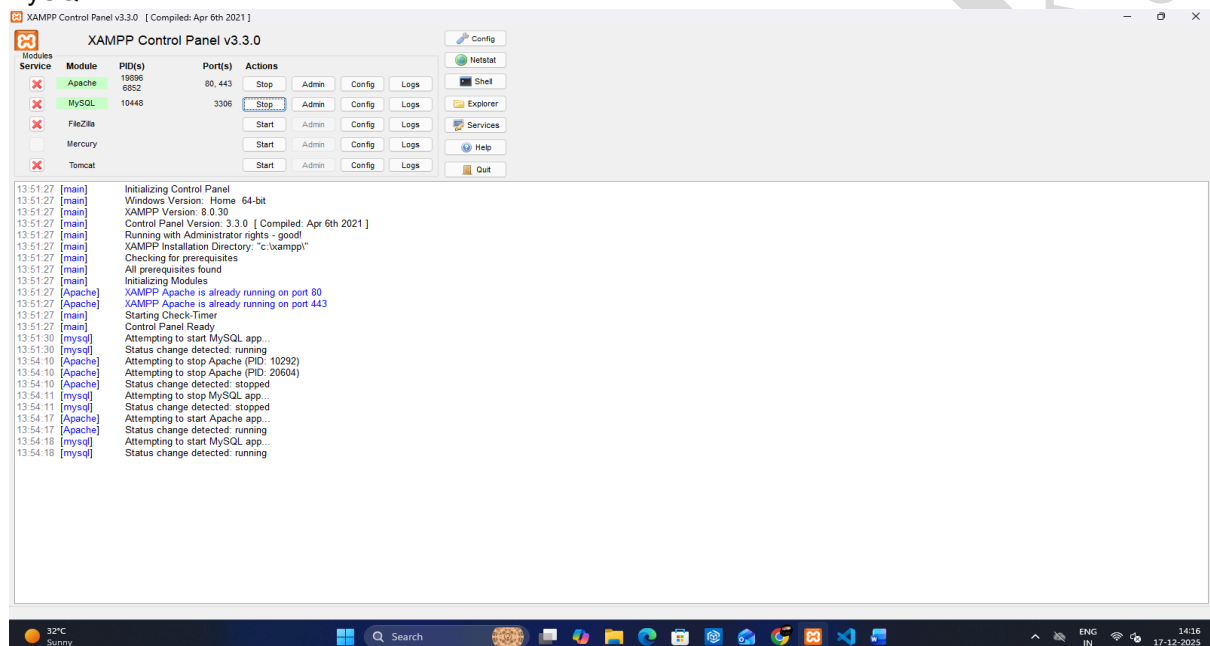 XAMPP Control Panel v3.3.0 [ Compiled: Apr 6th 2021 ]
XAMPP Control Panel v3.3.0
Config
Modules
Service Module PID(s) Port(s) Actions
Netstat
Apache 19896 6852 80, 443 Stop Admin Config Logs
Shell
MySQL 10448 3306 Stop Admin Config Logs
Explorer
FileZilla Start Admin Config Logs
Services
Mercury Start Admin Config Logs
Help
Tomcat Start Admin Config Logs
Quit
13:51:27 [main] Initializing Control Panel
13:51:27 [main] Windows Version: Home 64-bit
13:51:27 [main] XAMPP Version: 8.0.30
13:51:27 [main] Control Panel Version: 3.3.0 [ Compiled: Apr 6th 2021 ]
13:51:27 [main] Running with Administrator rights - good!
13:51:27 [main] XAMPP Installation Directory: "c:\xampp\"
13:51:27 [main] Checking for prerequisites
13:51:27 [main] All prerequisites found
13:51:27 [main] Initializing Modules
13:51:27 [Apache] XAMPP Apache is already running on port 80
13:51:27 [Apache] XAMPP Apache is already running on port 443
13:51:27 [main] Starting Check-Timer
13:51:27 [main] Control Panel Ready
13:51:30 [mysql] Attempting to start MySQL app...
13:51:30 [mysql] Status change detected: running
13:54:10 [Apache] Attempting to stop Apache (PID: 10292)
13:54:10 [Apache] Attempting to stop Apache (PID: 20604)
13:54:10 [Apache] Status change detected: stopped
13:54:11 [mysql] Attempting to stop MySQL app...
13:54:11 [mysql] Status change detected: stopped
13:54:17 [Apache] Attempting to start Apache app...
13:54:17 [Apache] Status change detected: running
13:54:18 [mysql] Attempting to start MySQL app...
13:54:18 [mysql] Status change detected: running
32°C
Sunny
Search
ENG
IN
14:16
17-12-2025